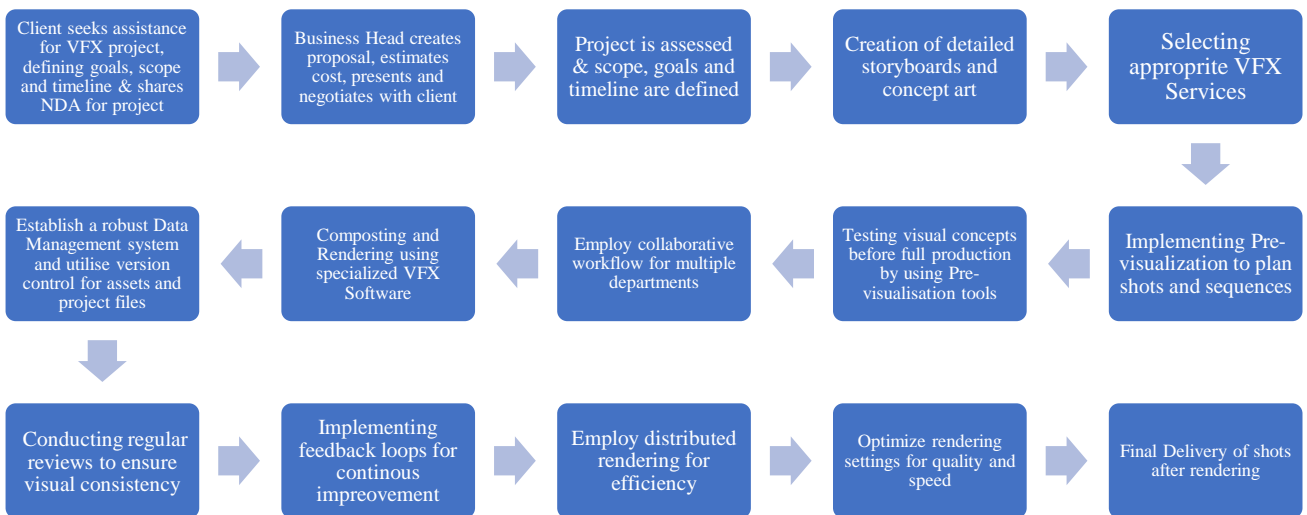 Client seeks assistance
for VFX project,
defining goals, scope
and timeline & shares
NDA for project
Business Head creates
proposal, estimates
cost, presents and
negotiates with client
Project is assessed
& scope, goals and
timeline are defined
Creation of detailed
storyboards and
concept art
Selecting
approprite VFX
Services
Implementing Pre-
visualization to plan
shots and sequences
Testing visual concepts
before full production
by using Pre-
visualisation tools
Employ collaborative
workflow for multiple
departments
Composting and
Rendering using
specialized VFX
Software
Establish a robust Data
Management system
and utilise version
control for assets and
project files
Conducting regular
reviews to ensure
visual consistency
Implementing
feedback loops for
continous
impreovement
Employ distributed
rendering for
efficiency
Optimize rendering
settings for quality and
speed
Final Delivery of shots
after rendering